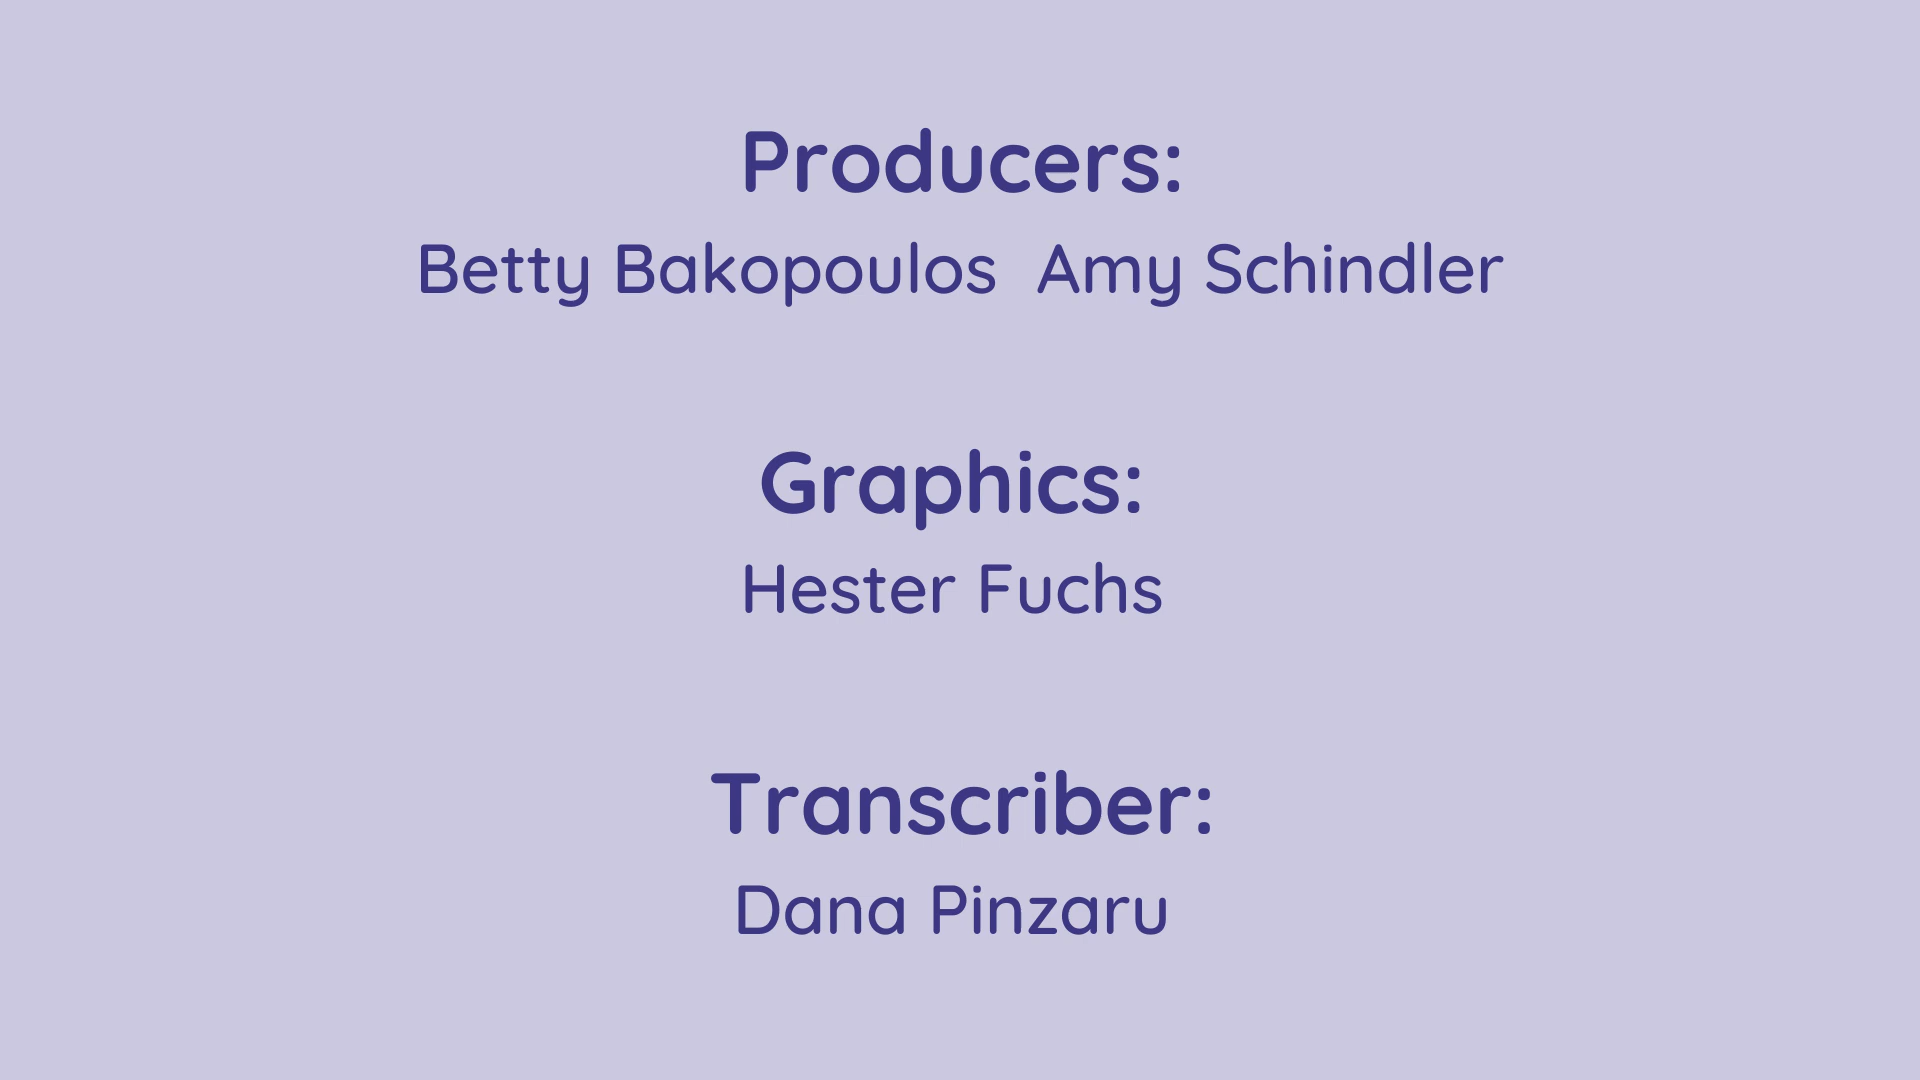 Producers:
Betty Bakopoulos  Amy Schindler
Graphics:
Hester Fuchs
Transcriber:
Dana Pinzaru